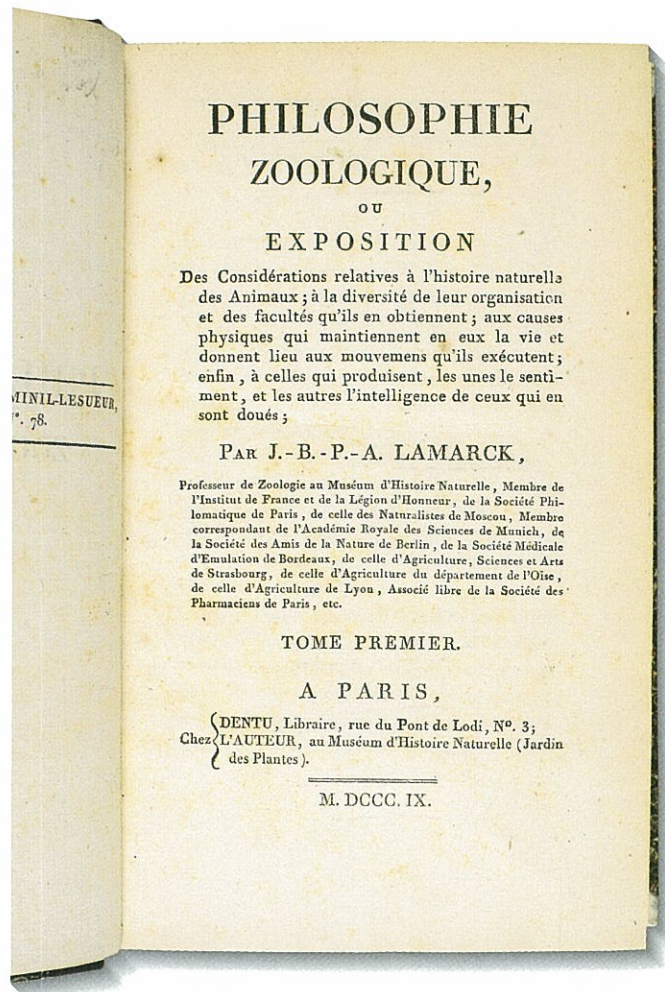 MINIL-LESUEUR,
°. 78.
PHILOSOPHIE
ZOOLOGIQUE,
OU
EXPOSITION
Des Considérations relatives à l'histoire naturelle
des Animaux ; à la diversité de leur organisation
et des facultés qu'ils en obtiennent ; aux causes
physiques qui maintiennent en eux la vie et
donnent lieu aux mouvemens qu'ils exécutent ;
enfin , à celles qui produisent , les unes le senti-
ment , et les autres l'intelligence de ceux qui en
sont doués ;
PAR J.-B.-P.-A. LAMARCK,
Professeur de Zoologie au Muséum d'Histoire Naturelle , Membre de
l'Institut de France et de la Légion d'Honneur , de la Société Phi-
lomatique de Paris , de celle des Naturalistes de Moscou , Membre
correspondant de l'Académie Royale des Sciences de Munich, de
la Société des Amis de la Nature de Berlin , de la Société Médicale
d'Emulation de Bordeaux, de celle d'Agriculture, Sciences et Arts
de Strasbourg, de celle d'Agriculture du département de l'Oise ,
de celle d'Agriculture de Lyon , Associé libre de la Société des
Pharmaciens de Paris , etc.
TOME PREMIER.
A PARIS,
Chez DENTU, Libraire, rue du Pont de Lodi, N°. 3;
L'AUTEUR, au Muséum d'Histoire Naturelle (Jardin
des Plantes ).
M. DCCC. IX.